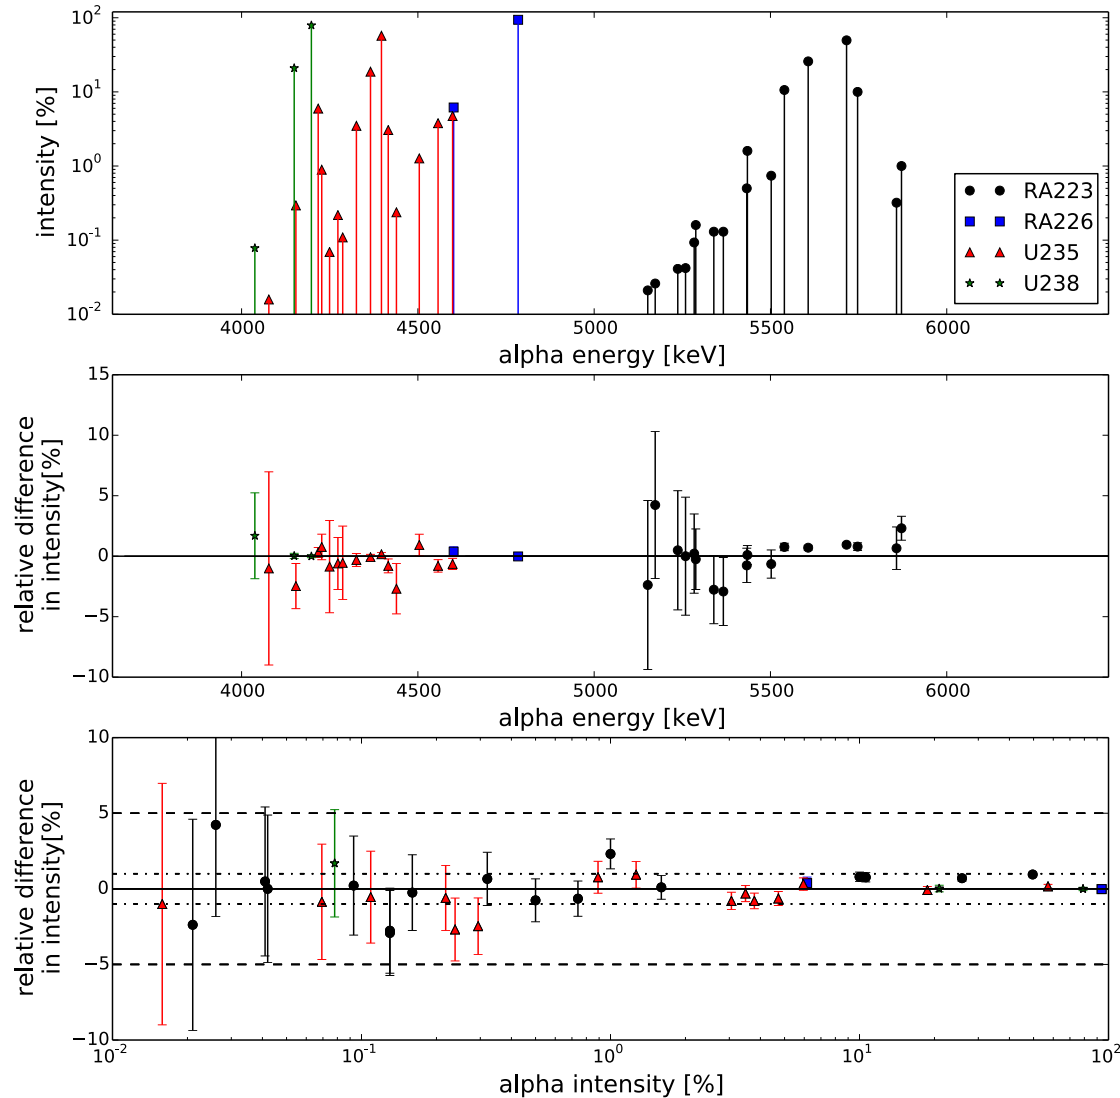 10^2
10^1
10^0
10^-1
10^-2
intensity [%]
4000 4500 5000 5500 6000
alpha energy [keV]
RA223
RA226
U235
U238
15
10
5
0
−5
−10
relative difference
in intensity[%]
4000 4500 5000 5500 6000
alpha energy [keV]
10
5
0
−5
−10
relative difference
in intensity[%]
10^-2 10^-1 10^0 10^1 10^2
alpha intensity [%]